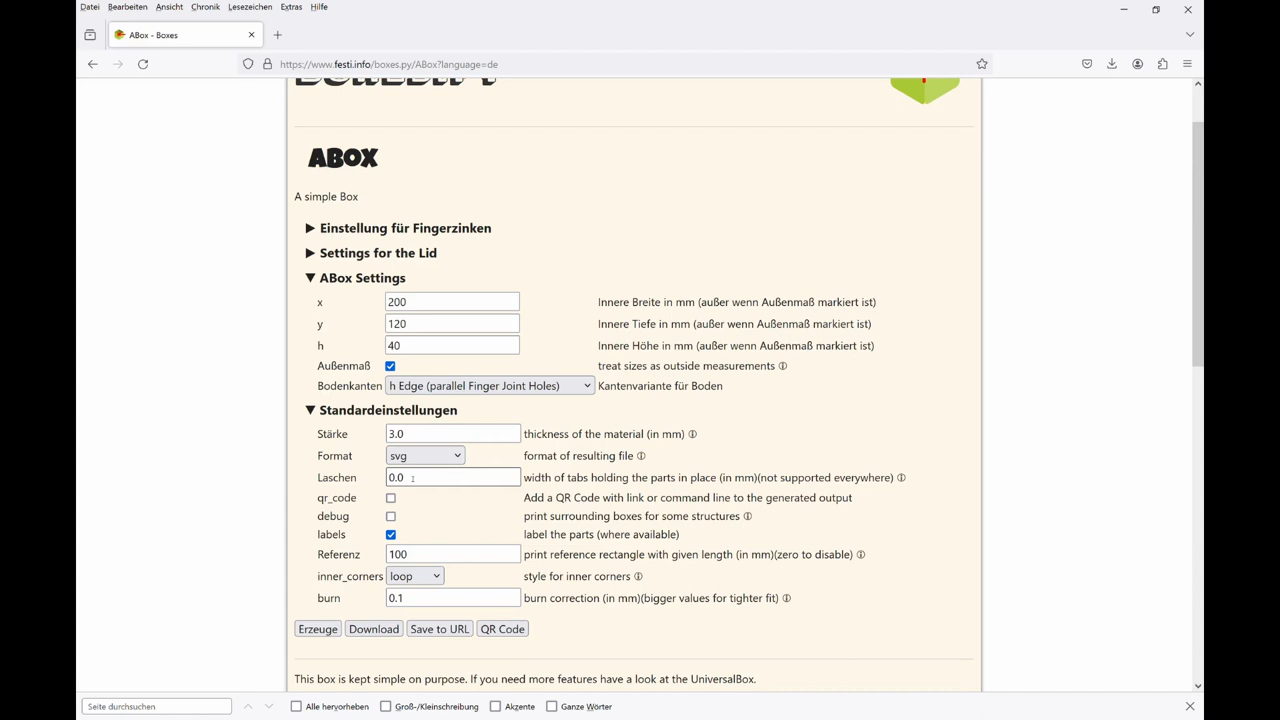 Datei Bearbeiten Ansicht Chronik Lesezeichen Extras Hilfe
ABox - Boxes
https://www.festi.info/boxes.py/ABox?language=de
ABOX
A simple Box
Einstellung für Fingerzinken
Settings for the Lid
ABox Settings
x 200 Innere Breite in mm (außer wenn Außenmaß markiert ist)
y 120 Innere Tiefe in mm (außer wenn Außenmaß markiert ist)
h 40 Innere Höhe in mm (außer wenn Außenmaß markiert ist)
Außenmaß treat sizes as outside measurements
Bodenkanten h Edge (parallel Finger Joint Holes) Kantenvariante für Boden
Standardeinstellungen
Stärke 3.0 thickness of the material (in mm)
Format svg format of resulting file
Laschen 0.0 width of tabs holding the parts in place (in mm)(not supported everywhere)
qr_code Add a QR Code with link or command line to the generated output
debug print surrounding boxes for some structures
labels label the parts (where available)
Referenz 100 print reference rectangle with given length (in mm)(zero to disable)
inner_corners loop style for inner corners
burn 0.1 burn correction (in mm)(bigger values for tighter fit)
Erzeuge Download Save to URL QR Code
This box is kept simple on purpose. If you need more features have a look at the UniversalBox.
Seite durchsuchen Alle hervorheben Groß-/Kleinschreibung Akzente Ganze Wörter